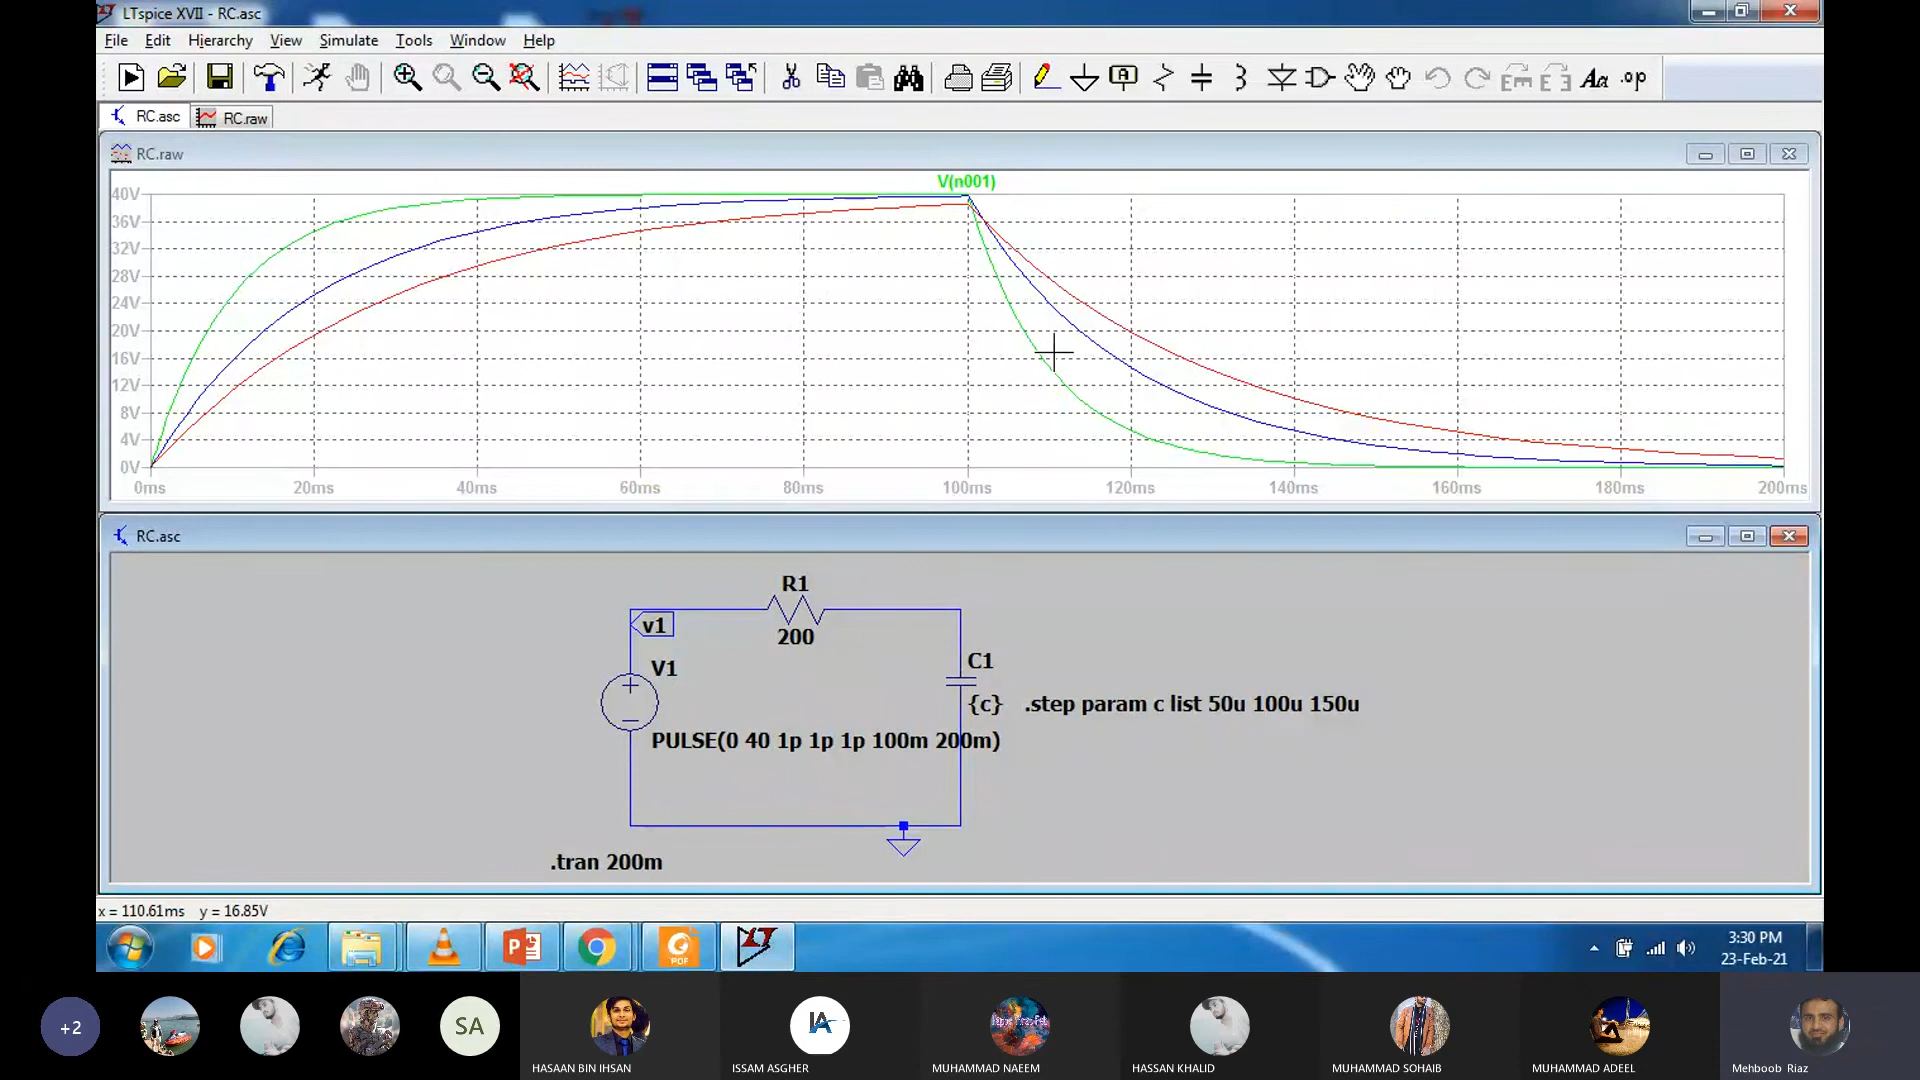 LTspice XVII - RC.asc
File Edit Hierarchy View Simulate Tools Window Help
A Aa .op
RC.asc RC.raw
RC.raw
V(n001)
40V
36V
32V
28V
24V
20V
16V
12V
8V
4V
0V
0ms 20ms 40ms 60ms 80ms 100ms 120ms 140ms 160ms 180ms 200ms
RC.asc
R1
v1
200
V1
C1
{c} .step param c list 50u 100u 150u
PULSE(0 40 1p 1p 1p 100m 200m)
.tran 200m
x = 110.61ms y = 16.85V
3:30 PM
23-Feb-21
+2 SA IA
HASAAN BIN IHSAN ISSAM ASGHER MUHAMMAD NAEEM HASSAN KHALID MUHAMMAD SOHAIB MUHAMMAD ADEEL Mehboob Riaz